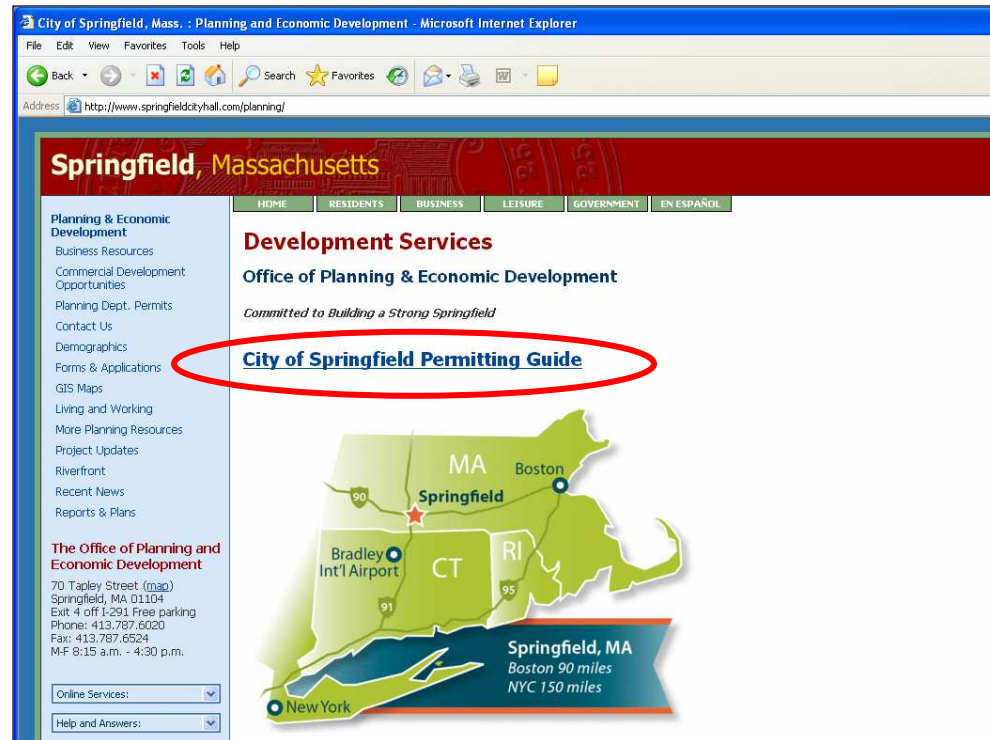 City of Springfield, Mass. : Planning and Economic Development - Microsoft Internet Explorer
File Edit View Favorites Tools Help
Back Search Favorites
Address http://www.springfieldcityhall.com/planning/
Springfield, Massachusetts
HOME RESIDENTS BUSINESS LEISURE GOVERNMENT EN ESPAÑOL
Planning & Economic
Development
Business Resources
Commercial Development
Opportunities
Planning Dept. Permits
Contact Us
Demographics
Forms & Applications
GIS Maps
Living and Working
More Planning Resources
Project Updates
Riverfront
Recent News
Reports & Plans
The Office of Planning and
Economic Development
70 Tapley Street (map)
Springfield, MA 01104
Exit 4 off I-291 Free parking
Phone: 413.787.6020
Fax: 413.787.6524
M-F 8:15 a.m. - 4:30 p.m.
Online Services:
Help and Answers:
Development Services
Office of Planning & Economic Development
Committed to Building a Strong Springfield
City of Springfield Permitting Guide
MA
Boston
90
Springfield
Bradley
Int'l Airport
CT
RI
95
91
Springfield, MA
Boston 90 miles
NYC 150 miles
New York